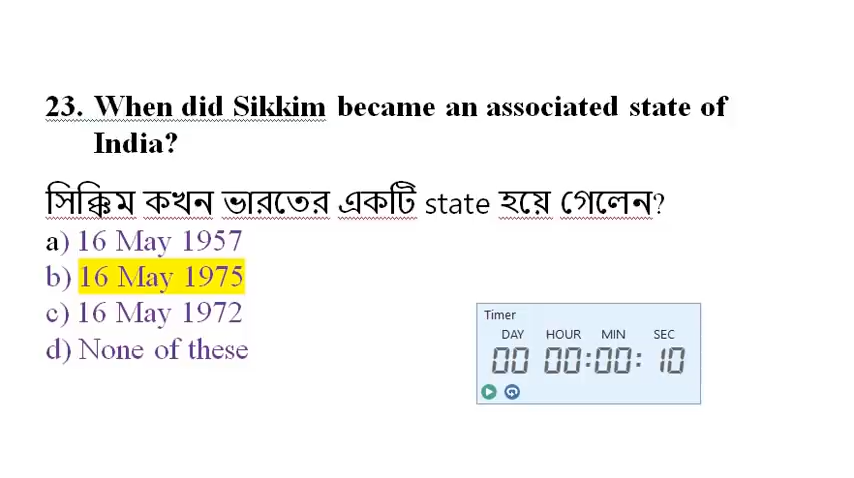 23. When did Sikkim became an associated state of
India?
সিক্কিম কখন ভারতের একটি state হয়ে গেলেন?
a) 16 May 1957
b) 16 May 1975
c) 16 May 1972
d) None of these
Timer
DAY HOUR MIN SEC
00 00:00: 10